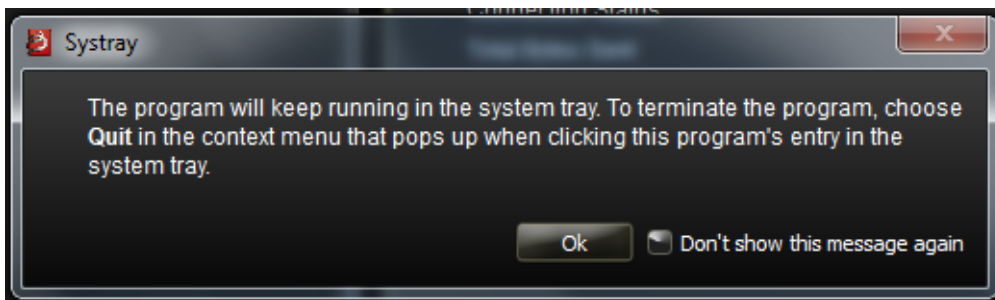 Connection Status
Systray
The program will keep running in the system tray. To terminate the program, choose
Quit in the context menu that pops up when clicking this program's entry in the
system tray.
Ok
Don't show this message again